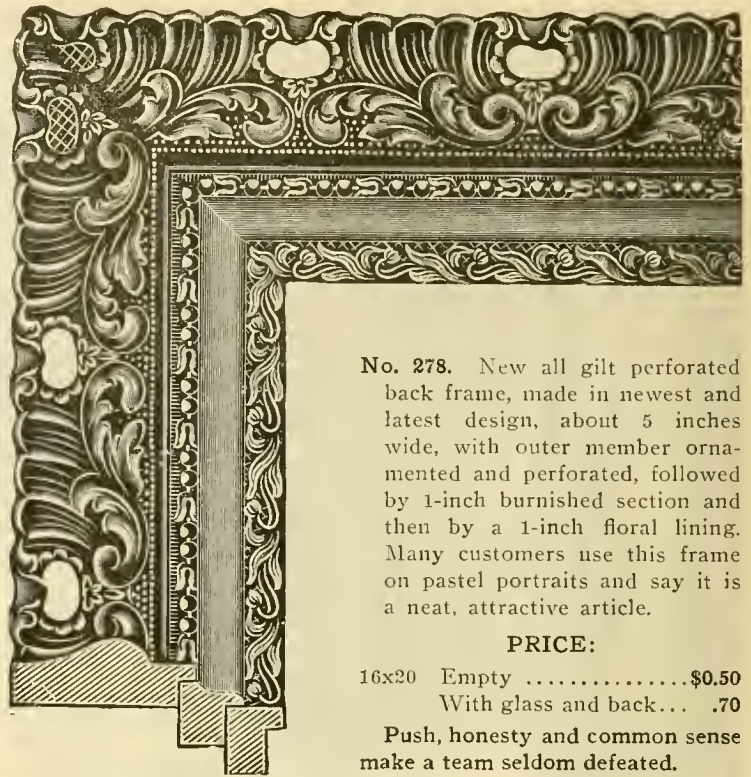 No. 278. New all gilt perforated
back frame, made in newest and
latest design, about 5 inches
wide, with outer member orna-
mented and perforated, followed
by 1-inch burnished section and
then by a 1-inch floral lining.
Many customers use this frame
on pastel portraits and say it is
a neat, attractive article.
PRICE:
16x20 Empty ...............$0.50
With glass and back... .70
Push, honesty and common sense
make a team seldom defeated.